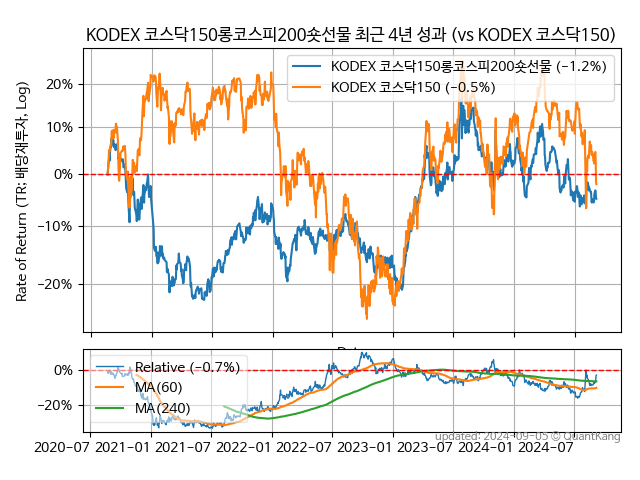 KODEX 코스닥150롱코스피200숏선물 최근 4년 성과 (vs KODEX 코스닥150)
KODEX 코스닥150롱코스피200숏선물 (−1.2%)
KODEX 코스닥150 (−0.5%)
Rate of Return (TR: 배당재투자, Log)
20%
10%
0%
−10%
−20%
Relative (−0.7%)
MA(60)
MA(240)
0%
−20%
2020−07 2021−01 2021−07 2022−01 2022−07 2023−01 2023−07 2024−01 2024−07
updated: 2024-09-05 © QuantKang